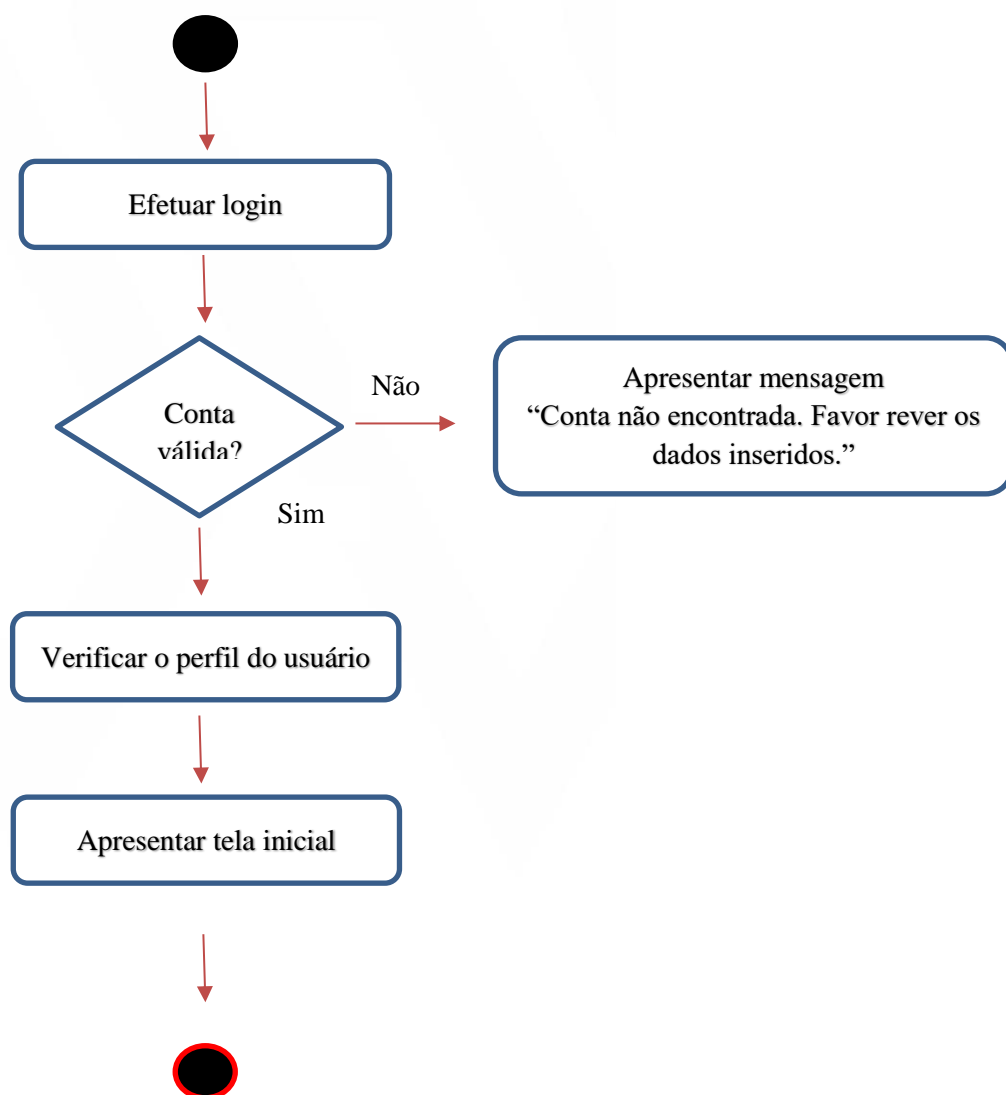 Efetuar login
Conta
válida?
Não
Apresentar mensagem
“Conta não encontrada. Favor rever os
dados inseridos.”
Sim
Verificar o perfil do usuário
Apresentar tela inicial